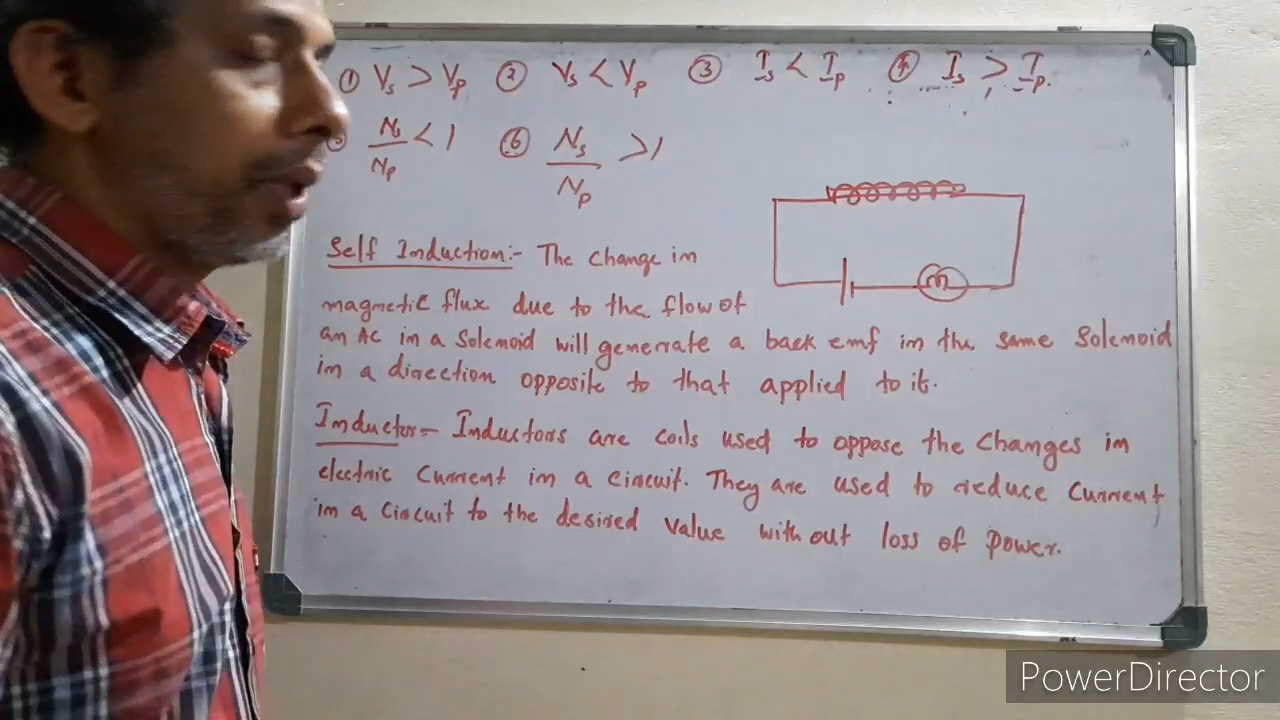 ① Vs > Vp ② Vs < Vp ③ Is < Ip ④ Is > Ip.
Ns/Np < 1 ⑥ Ns/Np > 1
Self Induction:- The change in
magnetic flux due to the flow of
an AC in a solenoid will generate a back emf in the same solenoid
in a direction opposite to that applied to it.
Inductor- Inductors are coils used to oppose the changes in
electric current in a circuit. They are used to reduce current
in a circuit to the desired value without loss of power.
PowerDirector